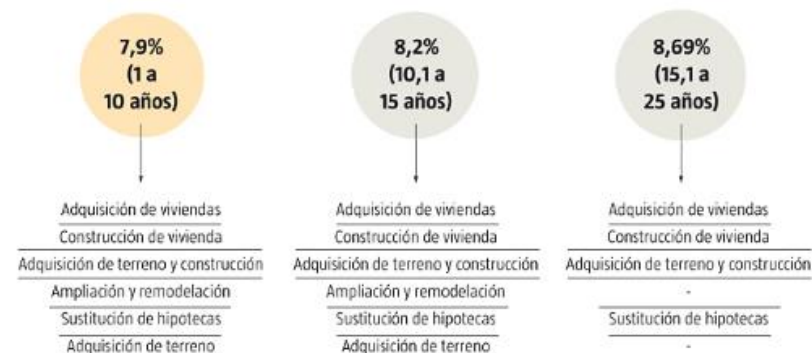 7,9%
(1 a
10 años)
Adquisición de viviendas
Construcción de vivienda
Adquisición de terreno y construcción
Ampliación y remodelación
Sustitución de hipotecas
Adquisición de terreno
8,2%
(10,1 a
15 años)
Adquisición de viviendas
Construcción de vivienda
Adquisición de terreno y construcción
Ampliación y remodelación
Sustitución de hipotecas
Adquisición de terreno
8,69%
(15,1 a
25 años)
Adquisición de viviendas
Construcción de vivienda
Adquisición de terreno y construcción
-
Sustitución de hipotecas
-